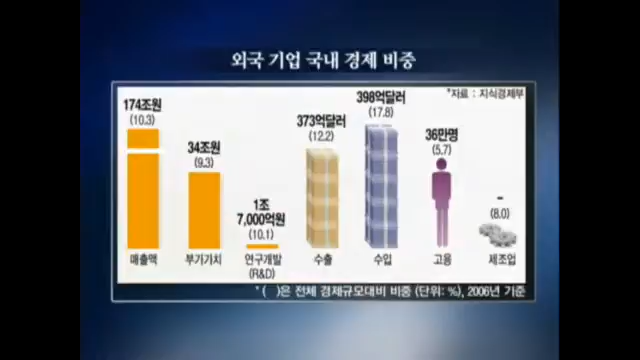 외국 기업 국내 경제 비중
*자료 : 지식경제부
174조원
(10.3)
34조원
(9.3)
1조
7,000억원
(10.1)
373억달러
(12.2)
398억달러
(17.8)
36만명
(5.7)
-
(8.0)
매출액
부가가치
연구개발
(R&D)
수출
수입
고용
제조업
* (　)은 전체 경제규모대비 비중 (단위: %), 2006년 기준